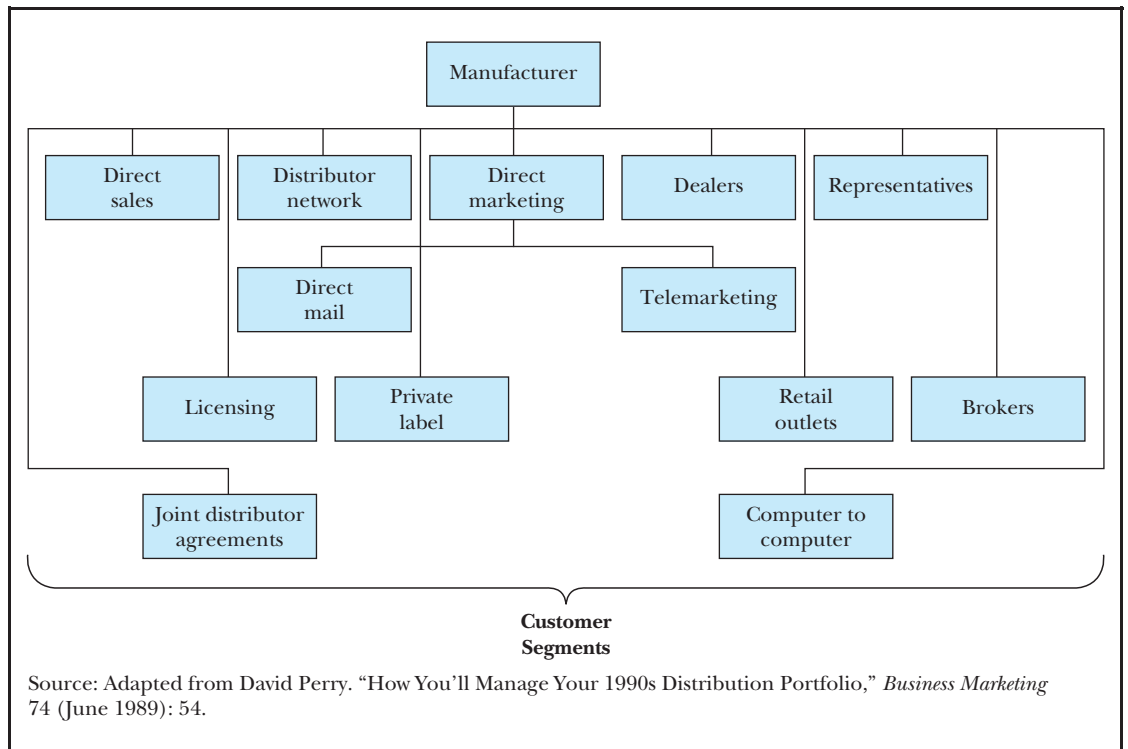 Manufacturer
Direct
sales
Distributor
network
Direct
marketing
Dealers
Representatives
Direct
mail
Telemarketing
Licensing
Private
label
Retail
outlets
Brokers
Joint distributor
agreements
Computer to
computer
Customer
Segments
Source: Adapted from David Perry. “How You’ll Manage Your 1990s Distribution Portfolio,” Business Marketing
74 (June 1989): 54.